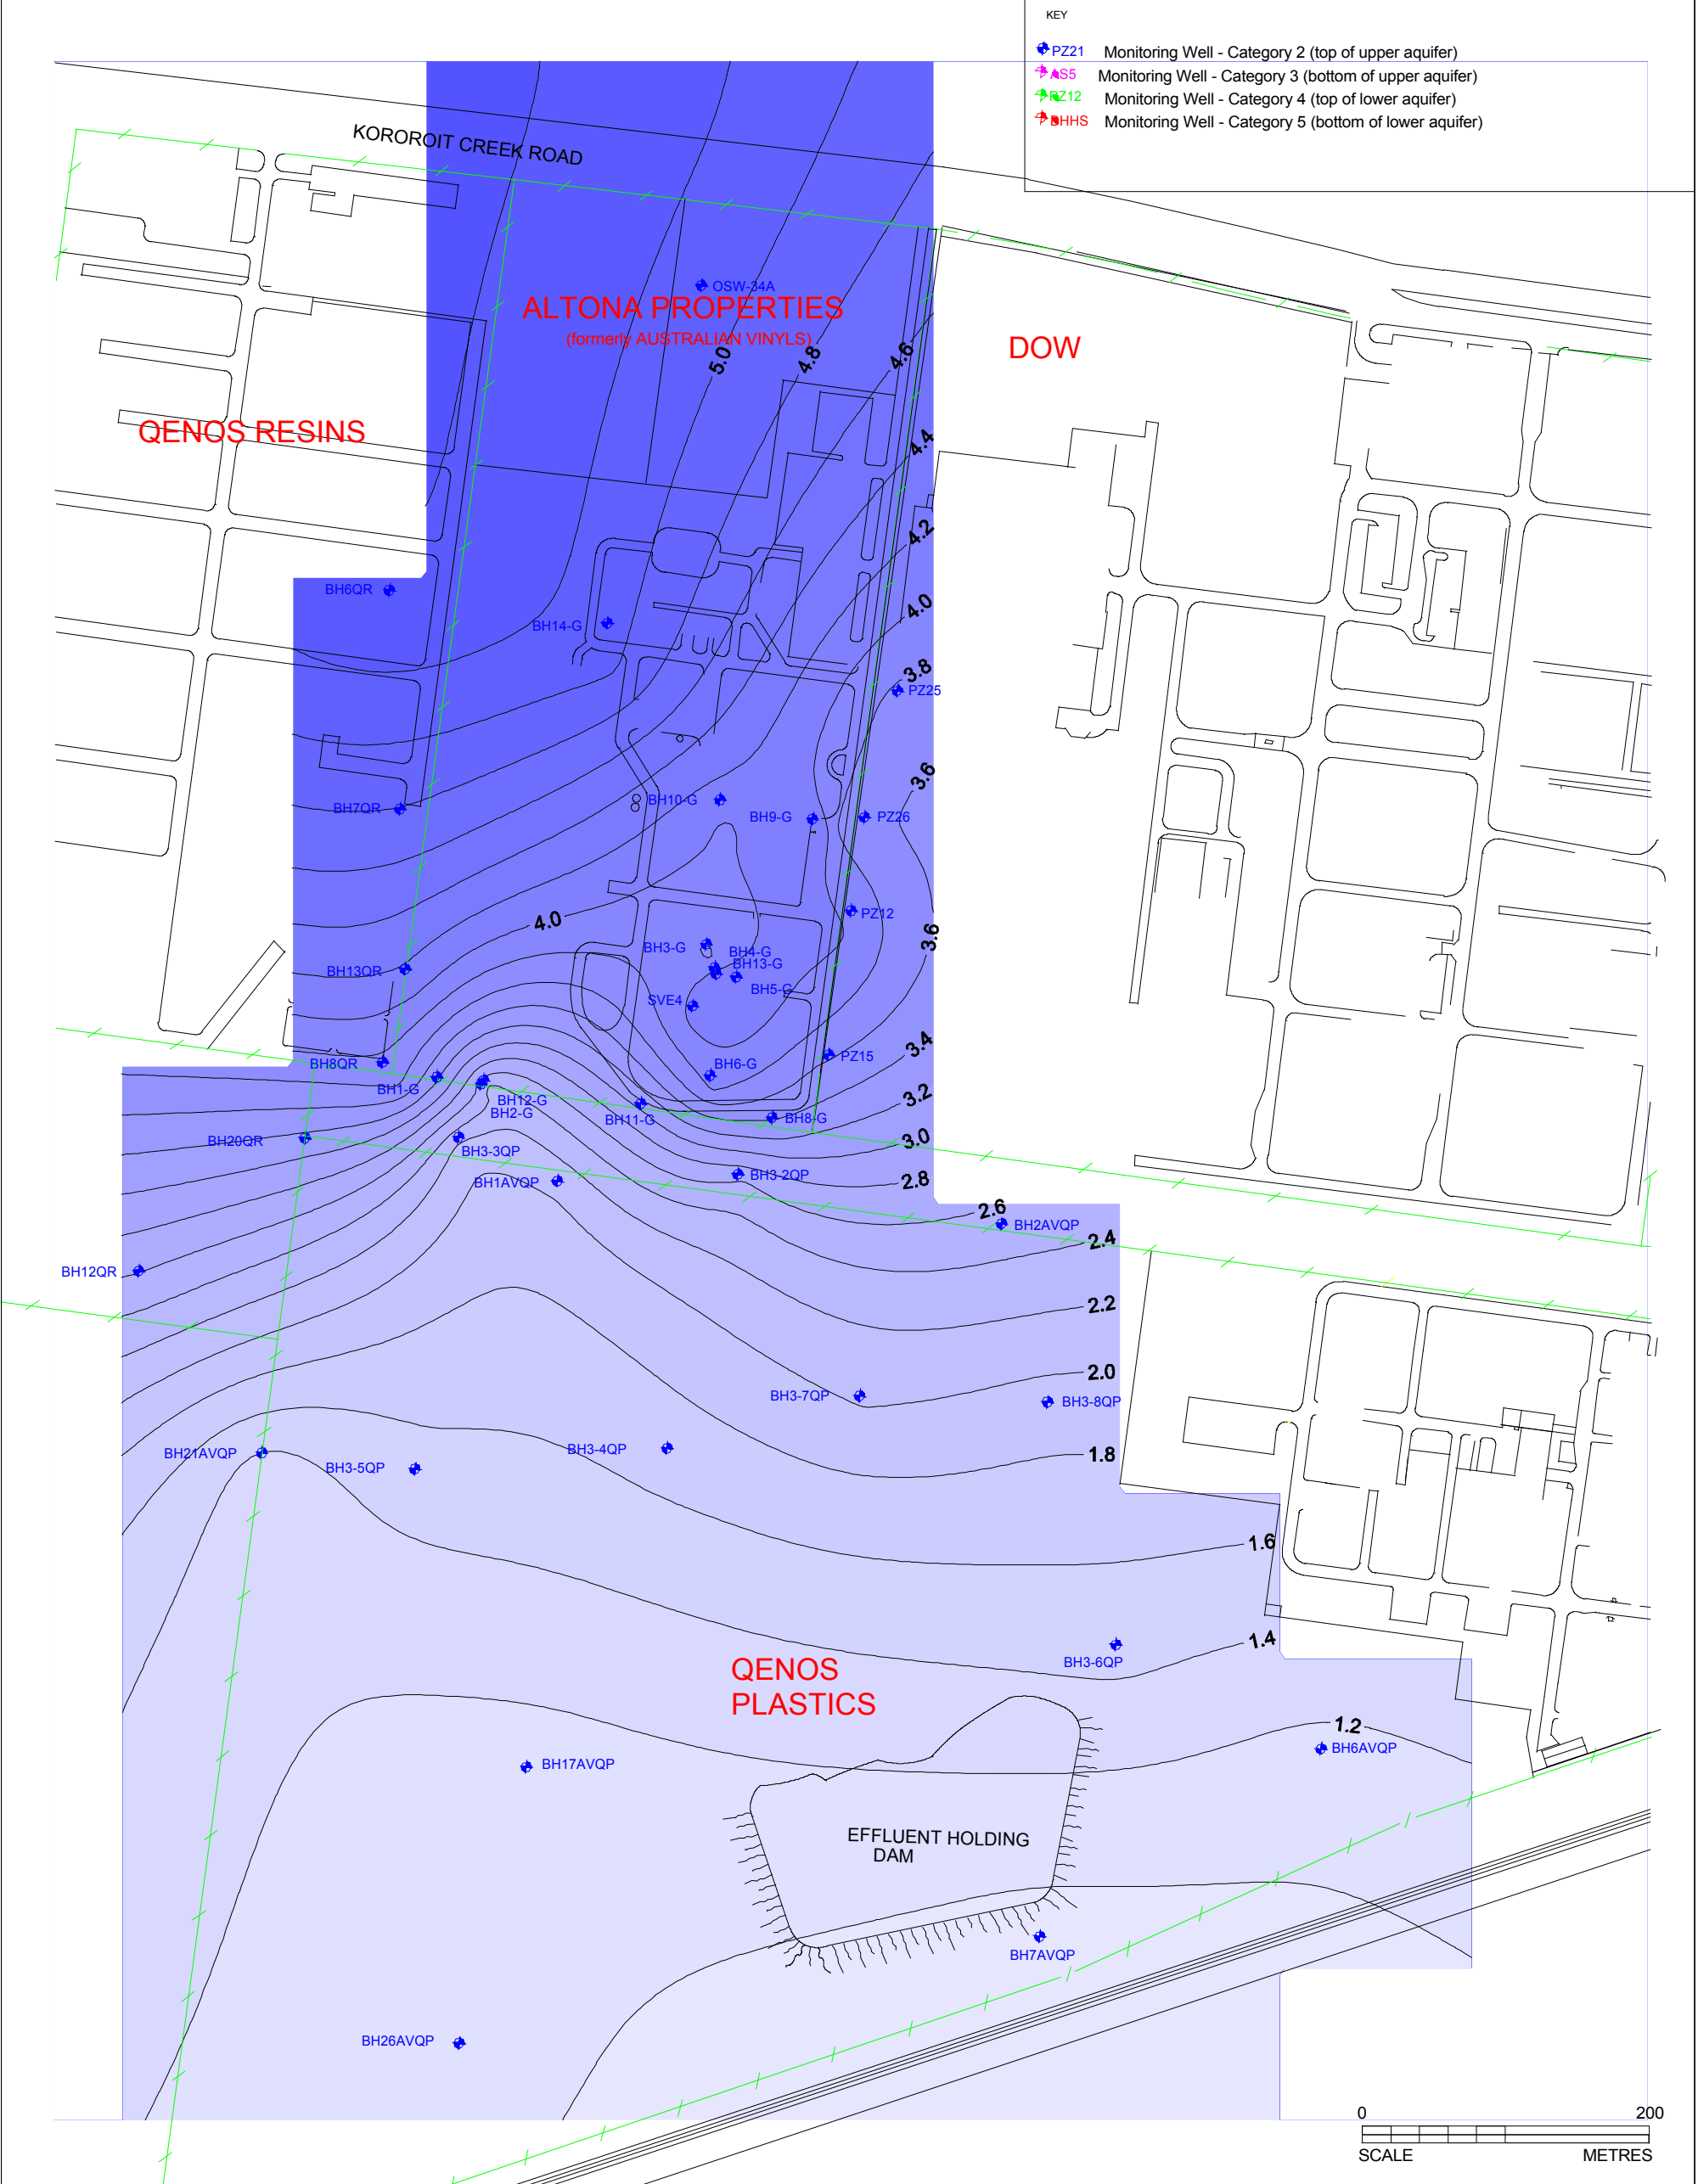 KEY
PZ21 Monitoring Well - Category 2 (top of upper aquifer)
AS5 Monitoring Well - Category 3 (bottom of upper aquifer)
PZ12 Monitoring Well - Category 4 (top of lower aquifer)
BHHS Monitoring Well - Category 5 (bottom of lower aquifer)
KOROROIT CREEK ROAD
OSW-34A
ALTONA PROPERTIES
(formerly AUSTRALIAN VINYLS)
DOW
5.0
4.8
4.6
QENOS RESINS
4.4
4.2
BH6QR
4.0
BH14-G
3.8
PZ25
3.6
BH7QR
BH10-G
BH9-G
PZ26
4.0
PZ12
3.6
BH3-G
BH4-G
BH13-G
BH13QR
BH5-G
SVE4
3.4
PZ15
BH8QR
BH6-G
BH1-G
3.2
BH12-G
BH2-G
BH11-G
BH8-G
BH20QR
3.0
BH3-3QP
BH3-2QP
2.8
BH1AVQP
2.6
BH2AVQP
2.4
BH12QR
2.2
2.0
BH3-7QP
BH3-8QP
BH21AVQP
BH3-4QP
1.8
BH3-5QP
1.6
1.4
BH3-6QP
QENOS
PLASTICS
1.2
BH6AVQP
BH17AVQP
EFFLUENT HOLDING
DAM
BH7AVQP
BH26AVQP
0 200
SCALE METRES